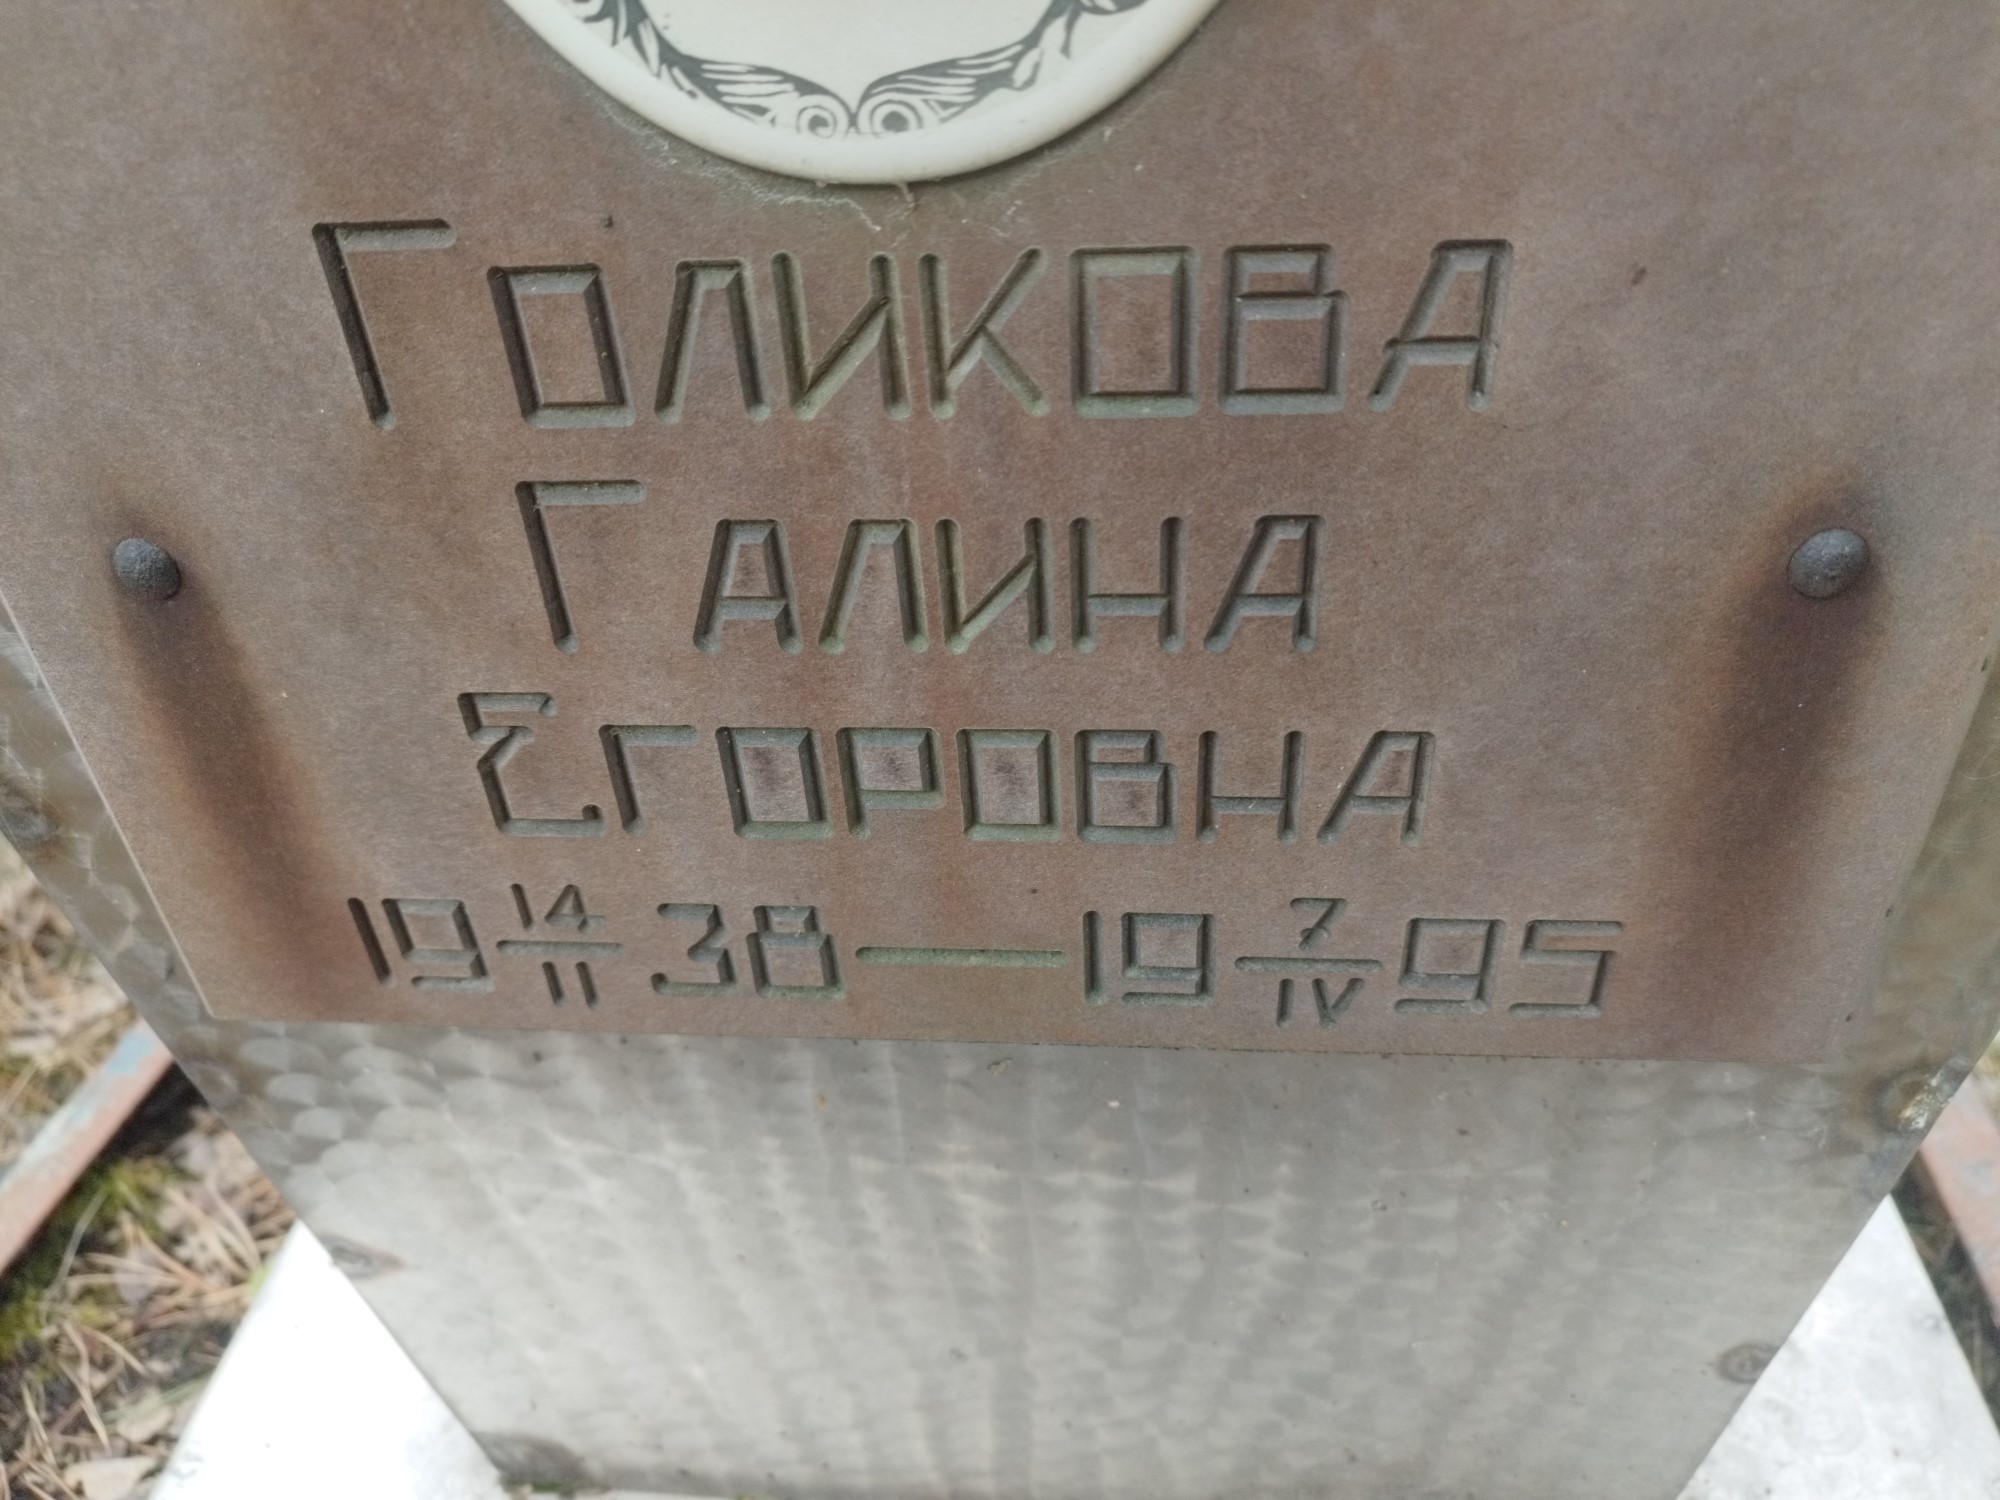 Голикова
Галина
Егоровна
19 14/II 38 — 19 7/IV 95